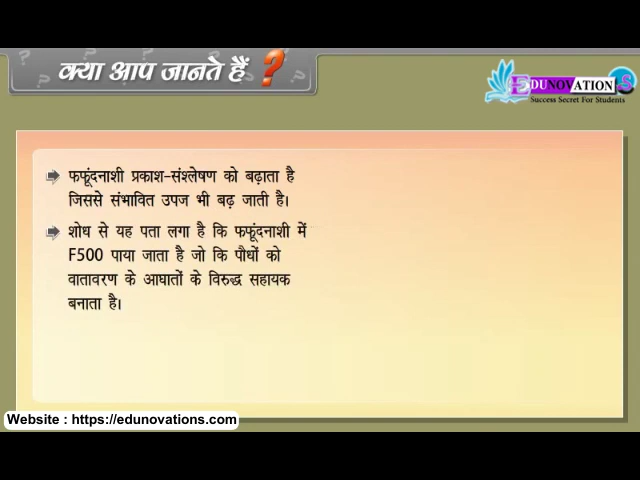 क्या आप जानते हैं ?
EDUNOVATION.S
Success Secret For Students
फफूंदनाशी प्रकाश-संश्लेषण को बढ़ाता है
जिससे संभावित उपज भी बढ़ जाती है।
शोध से यह पता लगा है कि फफूंदनाशी में
F500 पाया जाता है जो कि पौधों को
वातावरण के आघातों के विरुद्ध सहायक
बनाता है।
Website : https://edunovations.com/